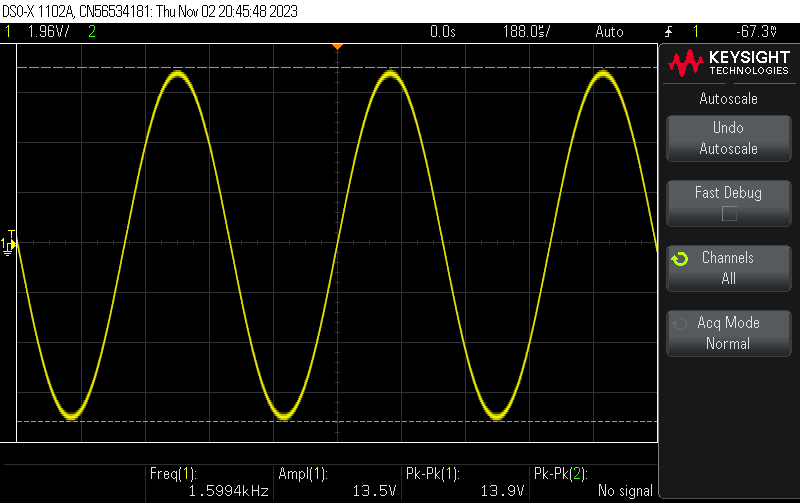 DSO-X 1102A, CN56534181: Thu Nov 02 20:45:48 2023
1 1.96V/ 2 0.0s 188.0s/ Auto 1 -67.3V
KEYSIGHT
TECHNOLOGIES
Autoscale
Undo
Autoscale
Fast Debug
T
1
Channels
All
Acq Mode
Normal
Freq(1): Ampl(1): Pk-Pk(1): Pk-Pk(2):
1.5994kHz 13.5V 13.9V No signal